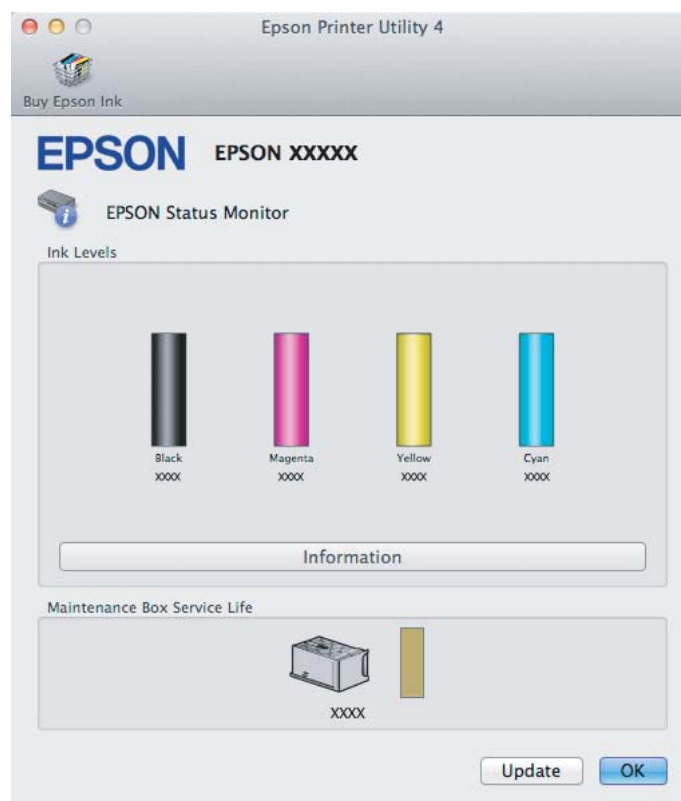 Epson Printer Utility 4
Buy Epson Ink
EPSON EPSON XXXXX
EPSON Status Monitor
Ink Levels
Black Magenta Yellow Cyan
XXXX XXXX XXXX XXXX
Information
Maintenance Box Service Life
XXXX
Update OK